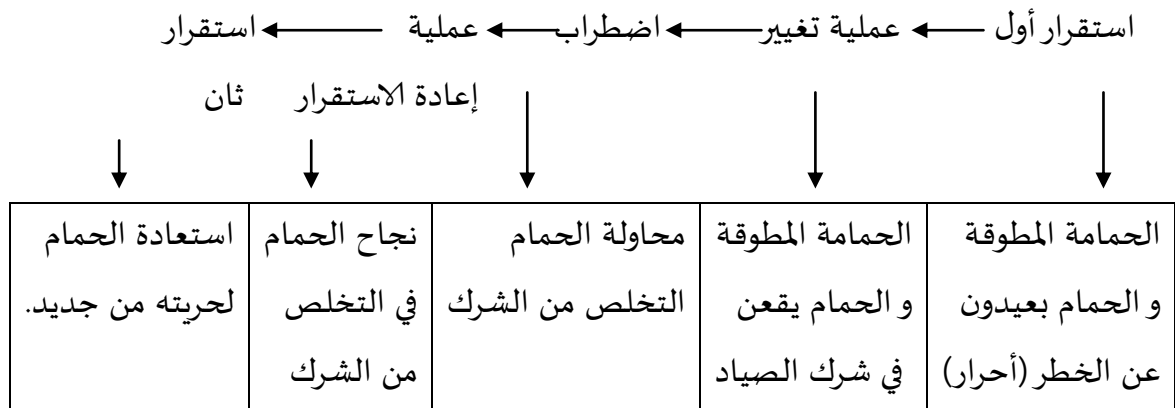 استقرار أول عملية تغيير اضطراب عملية استقرار
إعادة الاستقرار ثان
الحمامة المطوقة
و الحمام بعيدون
عن الخطر (أحرار)
الحمامة المطوقة
و الحمام يقعن
في شرك الصياد
محاولة الحمام
التخلص من الشرك
نجاح الحمام
في التخلص
من الشرك
استعادة الحمام
لحريته من جديد.